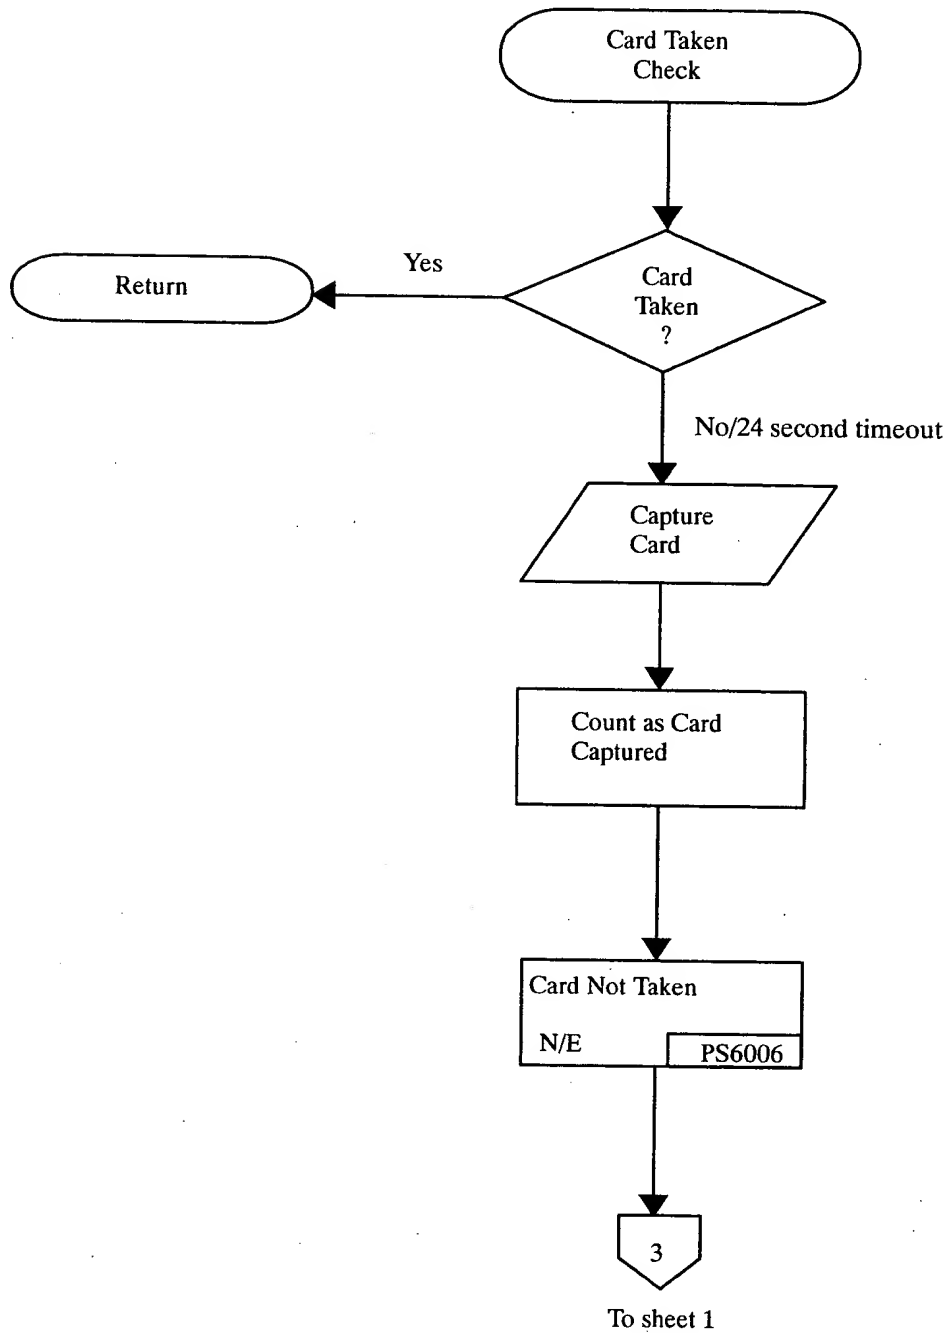 Card Taken
Check
Yes
Return
Card
Taken
?
No/24 second timeout
Capture
Card
Count as Card
Captured
Card Not Taken
N/E
PS6006
3
To sheet 1